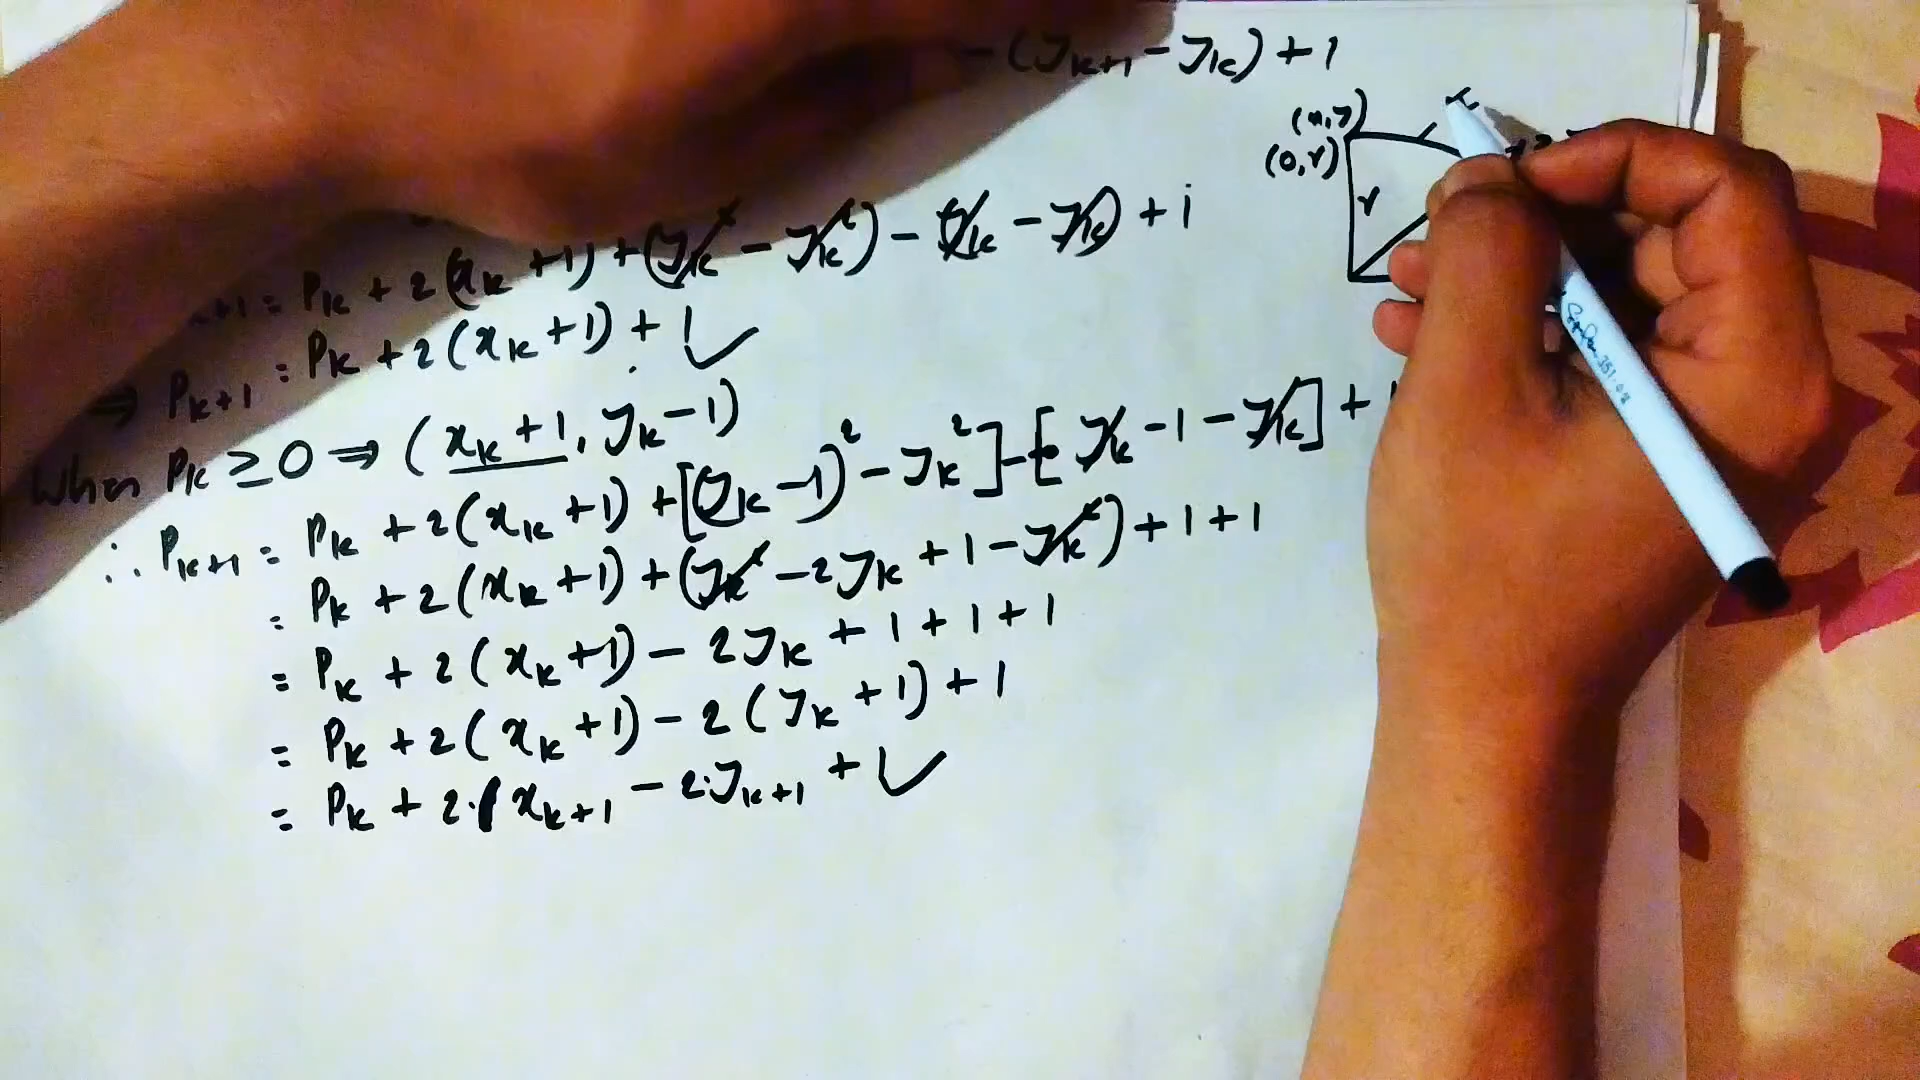 - (y_{k+1} - y_k) + 1
(x, y)
(0, r)
r
_{k+1} = P_k + 2(x_k + 1) + (y_k² - y_k²) - (y_k - y_k) + 1
⇒ P_{k+1} = P_k + 2(x_k + 1) + 1 ✓
When P_k ≥ 0 ⇒ (x_k + 1, y_k - 1)
∴ P_{k+1} = P_k + 2(x_k + 1) + [(y_k - 1)² - y_k²] - [y_k - 1 - y_k] + 1
= P_k + 2(x_k + 1) + (y_k² - 2y_k + 1 - y_k²) + 1 + 1
= P_k + 2(x_k + 1) - 2y_k + 1 + 1 + 1
= P_k + 2(x_k + 1) - 2(y_k + 1) + 1
= P_k + 2·x_{k+1} - 2·y_{k+1} + 1 ✓